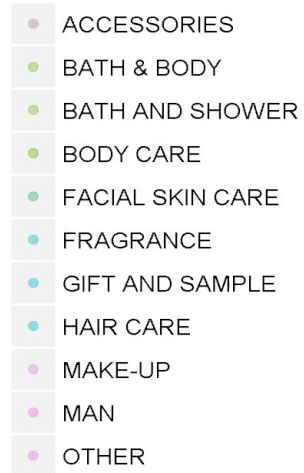 ACCESSORIES
BATH & BODY
BATH AND SHOWER
BODY CARE
FACIAL SKIN CARE
FRAGRANCE
GIFT AND SAMPLE
HAIR CARE
MAKE-UP
MAN
OTHER